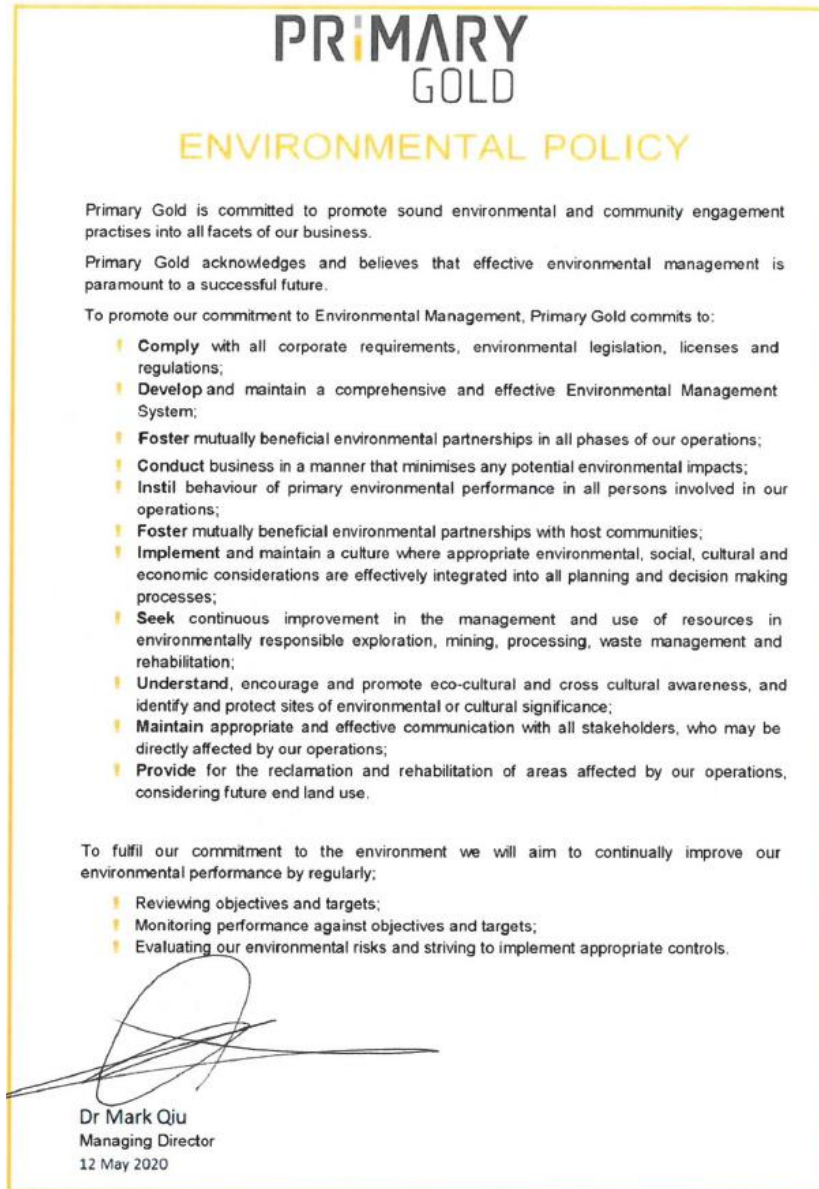 PRiMARY
GOLD
ENVIRONMENTAL POLICY
Primary Gold is committed to promote sound environmental and community engagement
practises into all facets of our business.
Primary Gold acknowledges and believes that effective environmental management is
paramount to a successful future.
To promote our commitment to Environmental Management, Primary Gold commits to:
Comply with all corporate requirements, environmental legislation, licenses and
regulations;
Develop and maintain a comprehensive and effective Environmental Management
System;
Foster mutually beneficial environmental partnerships in all phases of our operations;
Conduct business in a manner that minimises any potential environmental impacts;
Instil behaviour of primary environmental performance in all persons involved in our
operations;
Foster mutually beneficial environmental partnerships with host communities;
Implement and maintain a culture where appropriate environmental, social, cultural and
economic considerations are effectively integrated into all planning and decision making
processes;
Seek continuous improvement in the management and use of resources in
environmentally responsible exploration, mining, processing, waste management and
rehabilitation;
Understand, encourage and promote eco-cultural and cross cultural awareness, and
identify and protect sites of environmental or cultural significance;
Maintain appropriate and effective communication with all stakeholders, who may be
directly affected by our operations;
Provide for the reclamation and rehabilitation of areas affected by our operations,
considering future end land use.
To fulfil our commitment to the environment we will aim to continually improve our
environmental performance by regularly;
Reviewing objectives and targets;
Monitoring performance against objectives and targets;
Evaluating our environmental risks and striving to implement appropriate controls.
Dr Mark Qiu
Managing Director
12 May 2020